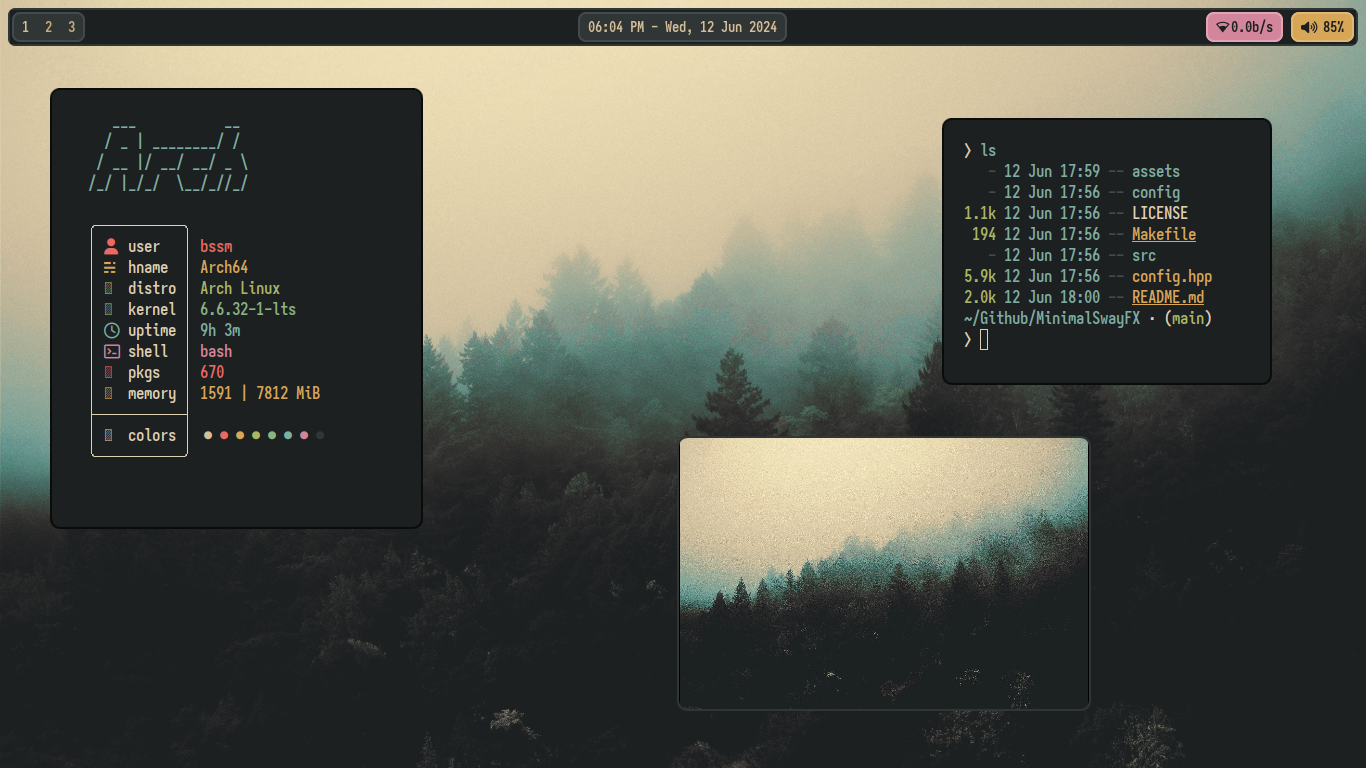 1 2 3
06:04 PM - Wed, 12 Jun 2024
0.0b/s
85%
Arch
user bssm
hname Arch64
distro Arch Linux
kernel 6.6.32-1-lts
uptime 9h 3m
shell bash
pkgs 670
memory 1591 | 7812 MiB
colors
❯ ls
- 12 Jun 17:59 -- assets
- 12 Jun 17:56 -- config
1.1k 12 Jun 17:56 -- LICENSE
194 12 Jun 17:56 -- Makefile
- 12 Jun 17:56 -- src
5.9k 12 Jun 17:56 -- config.hpp
2.0k 12 Jun 18:00 -- README.md
~/Github/MinimalSwayFX · (main)
❯